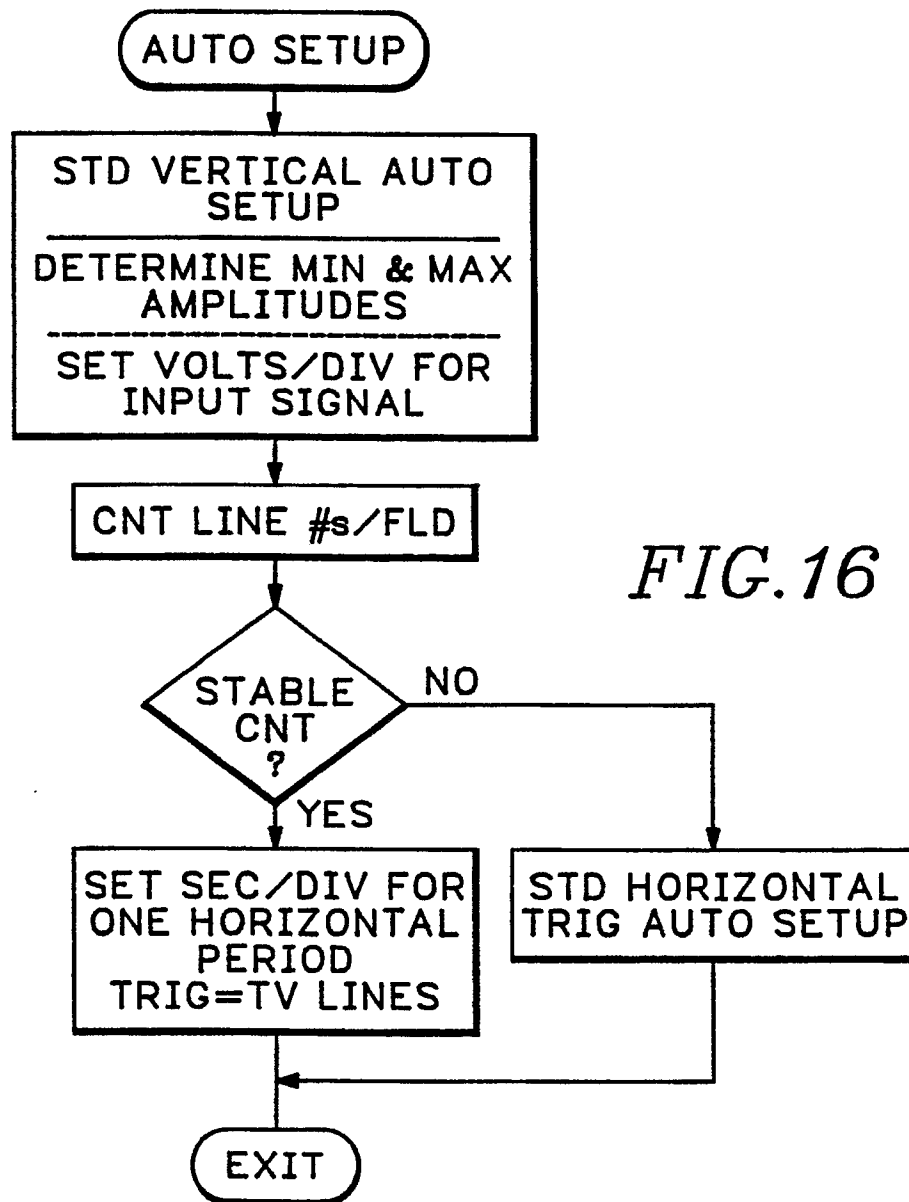 AUTO SETUP
STD VERTICAL AUTO
SETUP
DETERMINE MIN & MAX
AMPLITUDES
SET VOLTS/DIV FOR
INPUT SIGNAL
CNT LINE #s/FLD
FIG.16
STABLE
CNT
?
NO
YES
SET SEC/DIV FOR
ONE HORIZONTAL
PERIOD
TRIG=TV LINES
STD HORIZONTAL
TRIG AUTO SETUP
EXIT